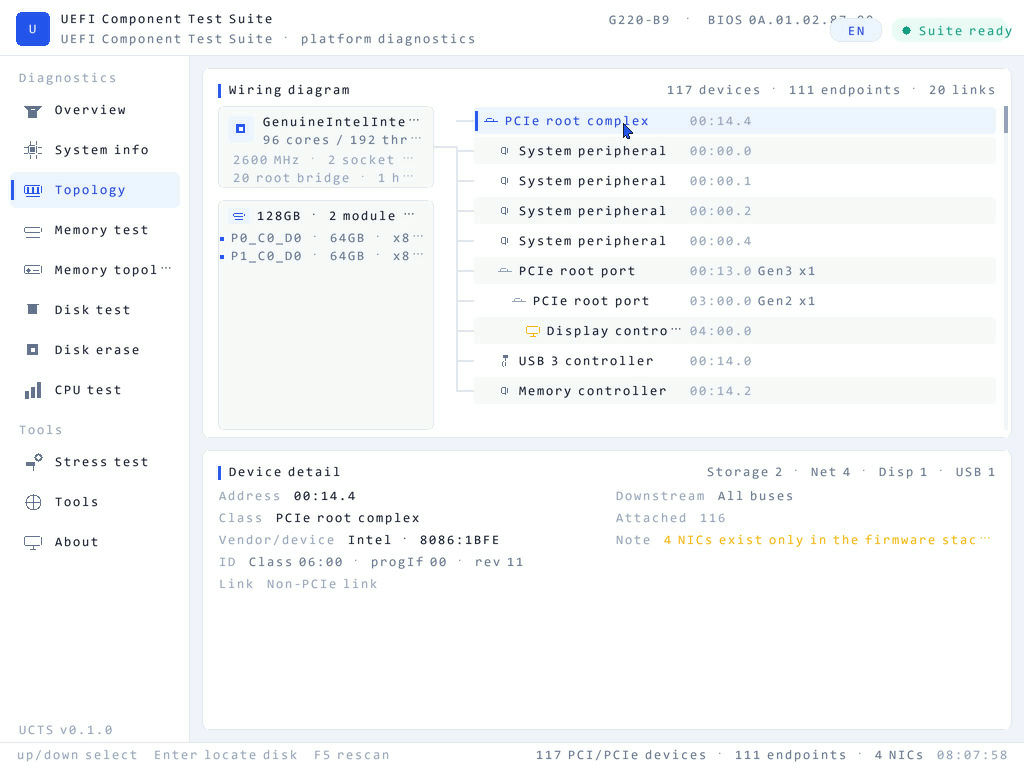 U
UEFI Component Test Suite
UEFI Component Test Suite · platform diagnostics
G220-B9 · BIOS 0A.01.02.
EN
Suite ready
Diagnostics
Overview
System info
Topology
Memory test
Memory topol…
Disk test
Disk erase
CPU test
Tools
Stress test
Tools
About
UCTS v0.1.0
Wiring diagram
117 devices · 111 endpoints · 20 links
GenuineIntelInte…
96 cores / 192 thr…
2600 MHz · 2 socket …
20 root bridge · 1 h…
128GB · 2 module …
P0_C0_D0 · 64GB · x8…
P1_C0_D0 · 64GB · x8…
PCIe root complex 00:14.4
System peripheral 00:00.0
System peripheral 00:00.1
System peripheral 00:00.2
System peripheral 00:00.4
PCIe root port 00:13.0 Gen3 x1
PCIe root port 03:00.0 Gen2 x1
Display contro… 04:00.0
USB 3 controller 00:14.0
Memory controller 00:14.2
Device detail
Storage 2 · Net 4 · Disp 1 · USB 1
Address 00:14.4
Class PCIe root complex
Vendor/device Intel · 8086:1BFE
ID Class 06:00 · progIf 00 · rev 11
Link Non-PCIe link
Downstream All buses
Attached 116
Note 4 NICs exist only in the firmware stac…
up/down select Enter locate disk F5 rescan
117 PCI/PCIe devices · 111 endpoints · 4 NICs 08:07:58